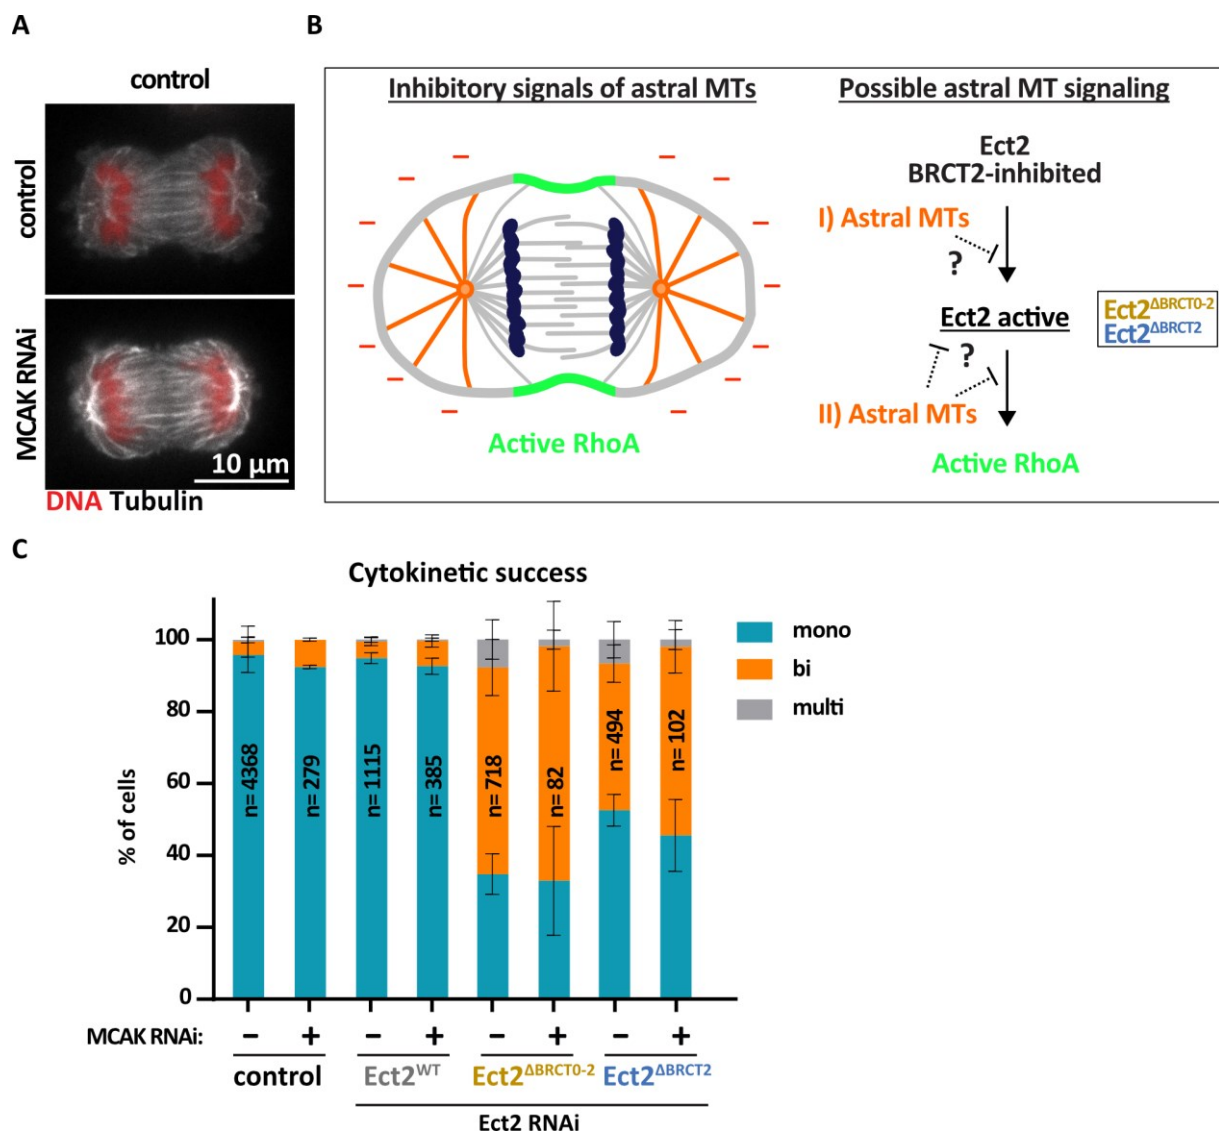 A
control
control
MCAK RNAi
10 µm
DNA Tubulin
B
Inhibitory signals of astral MTs
Active RhoA
Possible astral MT signaling
Ect2
BRCT2-inhibited
I) Astral MTs
?
Ect2 active
Ect2ΔBRCT0-2
Ect2ΔBRCT2
?
II) Astral MTs
Active RhoA
C
Cytokinetic success
% of cells
100
80
60
40
20
0
n= 4368
n= 279
n= 1115
n= 385
n= 718
n= 82
n= 494
n= 102
mono
bi
multi
MCAK RNAi: – + – + – + – +
control Ect2WT Ect2ΔBRCT0-2 Ect2ΔBRCT2
Ect2 RNAi